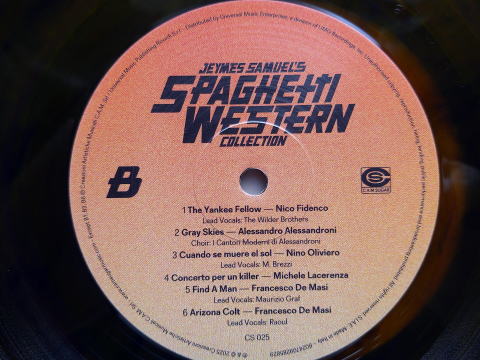 JEYMES SAMUEL'S
SPAGHETTI
WESTERN
COLLECTION
B
C.A.M. SUGAR
1 The Yankee Fellow — Nico Fidenco
Lead Vocals: The Wilder Brothers
2 Gray Skies — Alessandro Alessandroni
Choir: I Cantori Moderni di Alessandroni
3 Cuando se muere el sol — Nino Oliviero
Lead Vocals: M. Brezzi
4 Concerto per un killer — Michele Lacerenza
5 Find A Man — Francesco De Masi
Lead Vocals: Maurizio Graf
6 Arizona Colt — Francesco De Masi
Lead Vocals: Raoul
CS 025